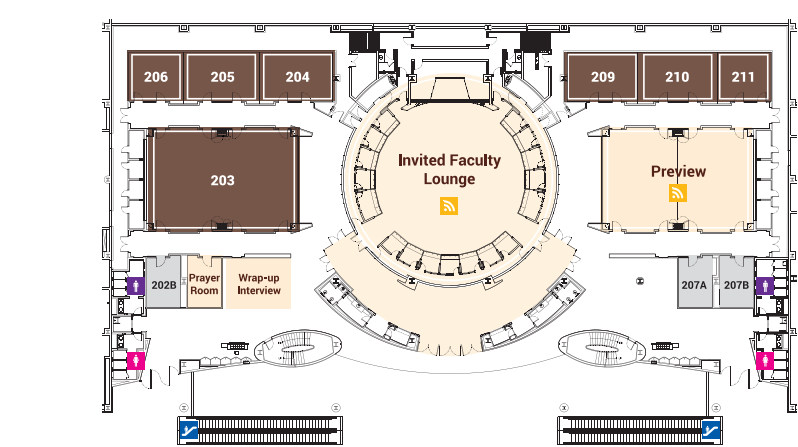 206
205
204
209
210
211
203
Invited Faculty
Lounge
Preview
202B
Prayer
Room
Wrap-up
Interview
207A
207B